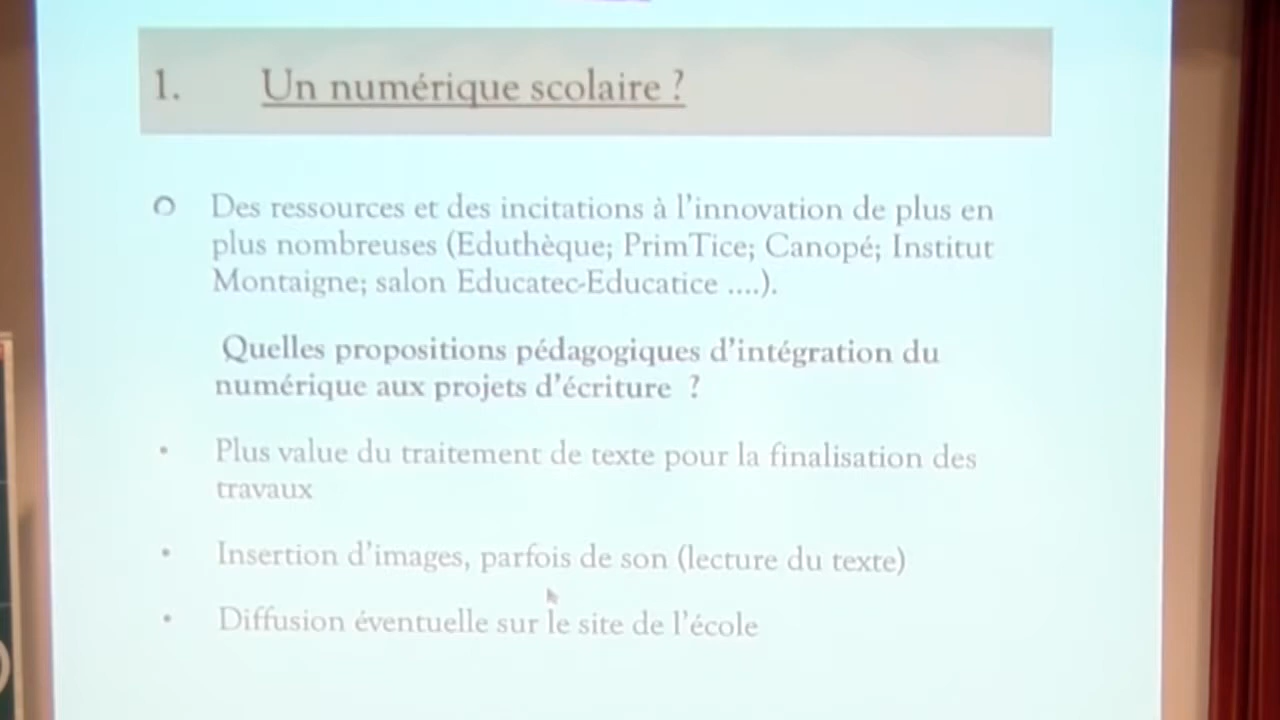 1. Un numérique scolaire ?
Des ressources et des incitations à l'innovation de plus en
plus nombreuses (Eduthèque; PrimTice; Canopé; Institut
Montaigne; salon Educatec-Educatice ....).
Quelles propositions pédagogiques d'intégration du
numérique aux projets d'écriture ?
• Plus value du traitement de texte pour la finalisation des
travaux
• Insertion d'images, parfois de son (lecture du texte)
• Diffusion éventuelle sur le site de l'école